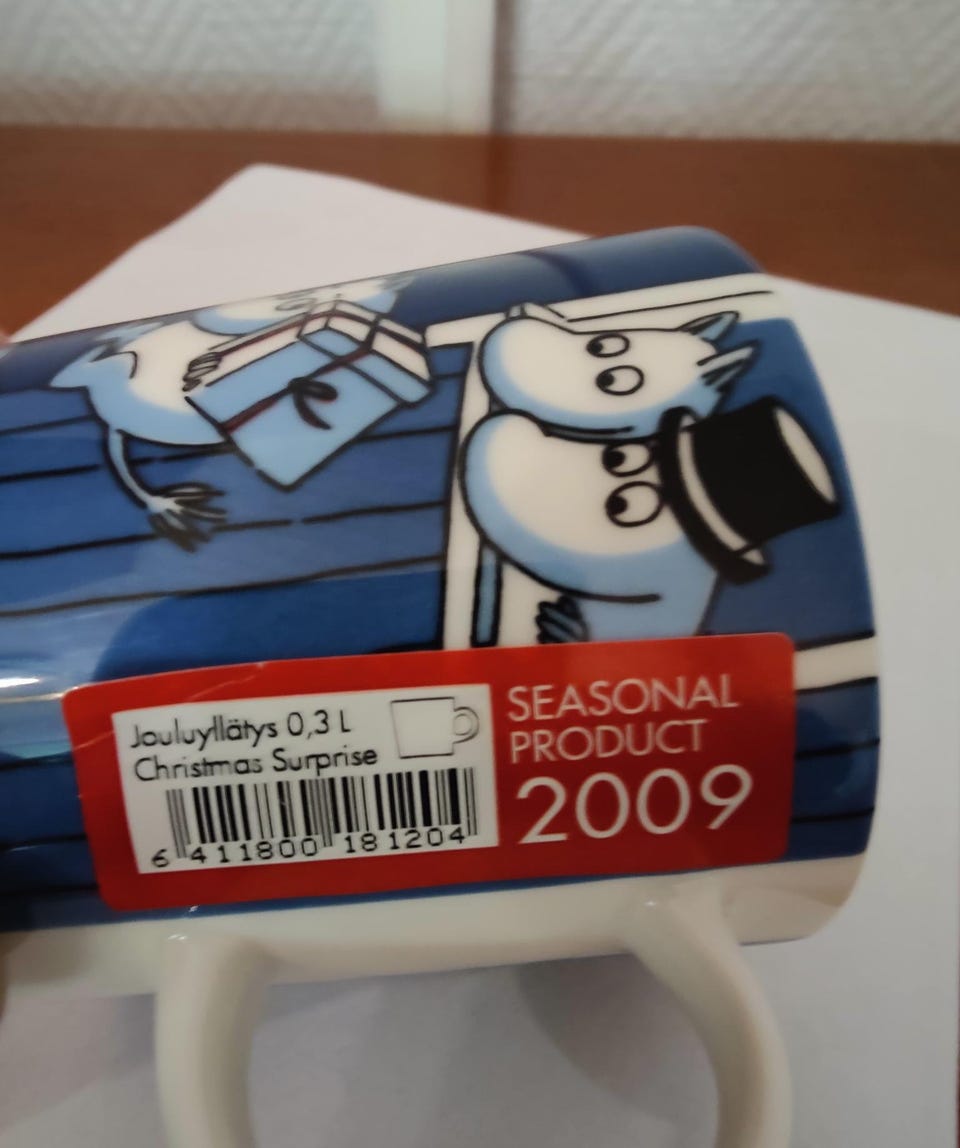 Jouluyllätys 0,3 L
Christmas Surprise
6 411800 181204
SEASONAL
PRODUCT
2009